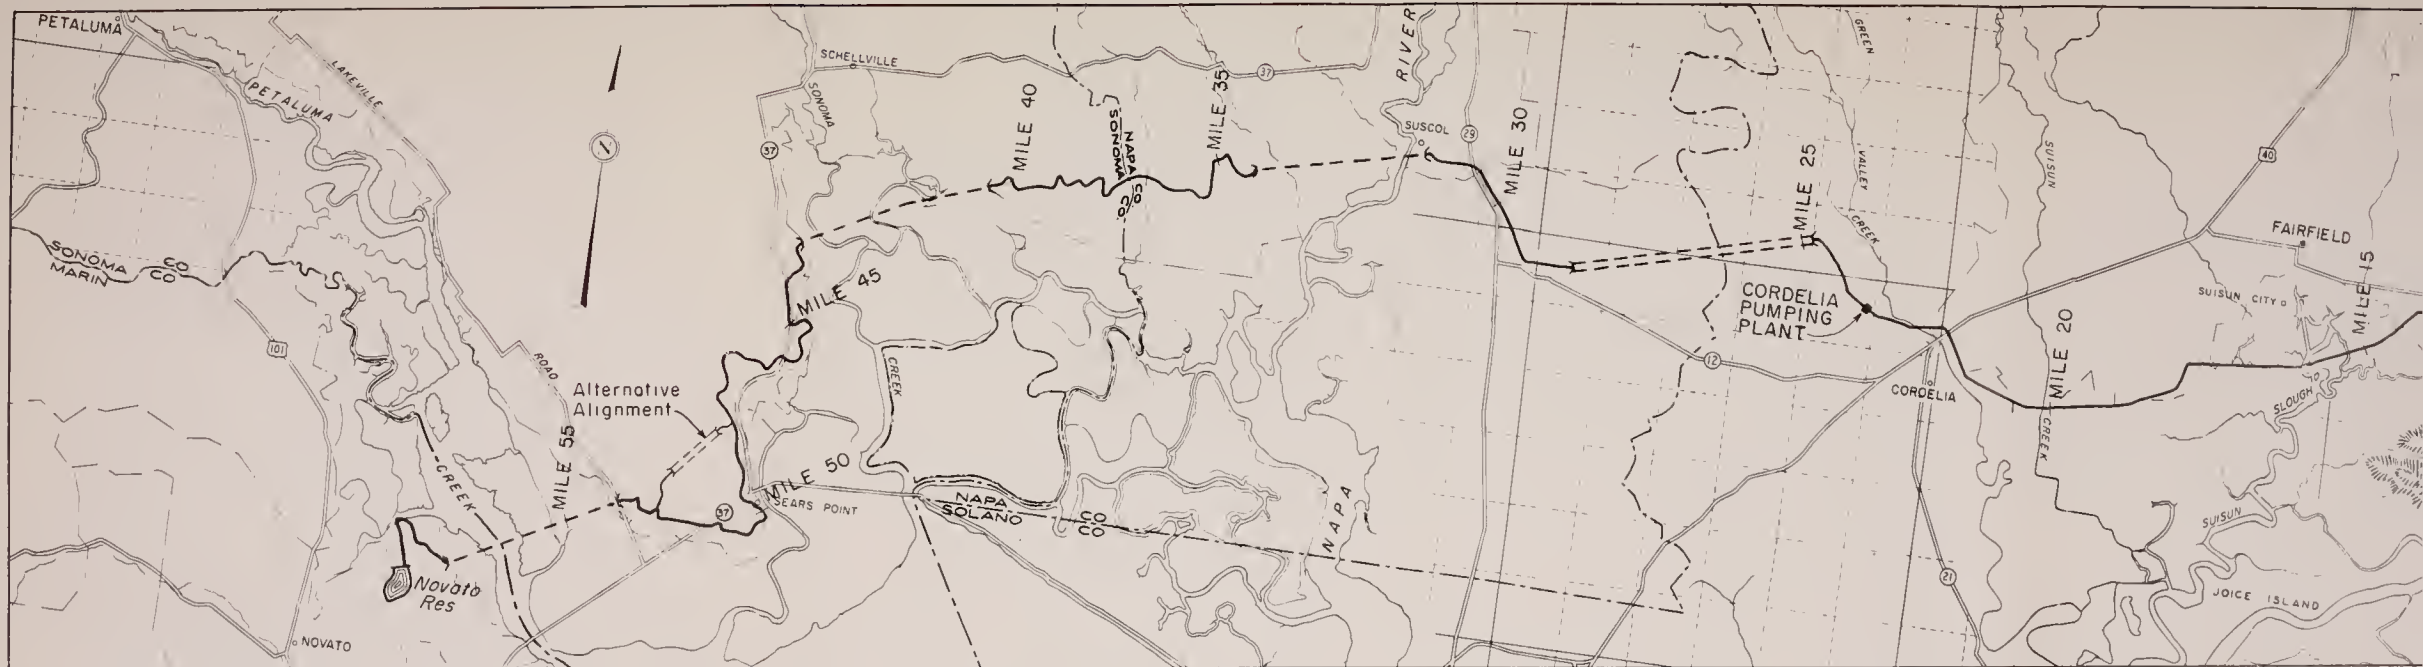 PETALUMA
LAKEVILLE
PETALUMA
SCHELLVILLE
SONOMA
37
37
MILE 40
NAPA CO
SONOMA CO
MILE 35
RIVER
SUSCOL
29
MILE 30
MILE 25
GREEN
VALLEY
CREEK
SUISUN
40
FAIRFIELD
MILE 15
SUISUN CITY
SONOMA CO
MARIN CO
101
ROAD
MILE 45
CORDELIA
PUMPING
PLANT
12
MILE 20
CORDELIA
CREEK
SLOUGH
Alternative
Alignment
CREEK
MILE 55
MILE 50
37
SEARS POINT
CREEK
NAPA CO
SOLANO CO
NAPA
21
SUISUN
JOICE ISLAND
Novato
Res
NOVATO